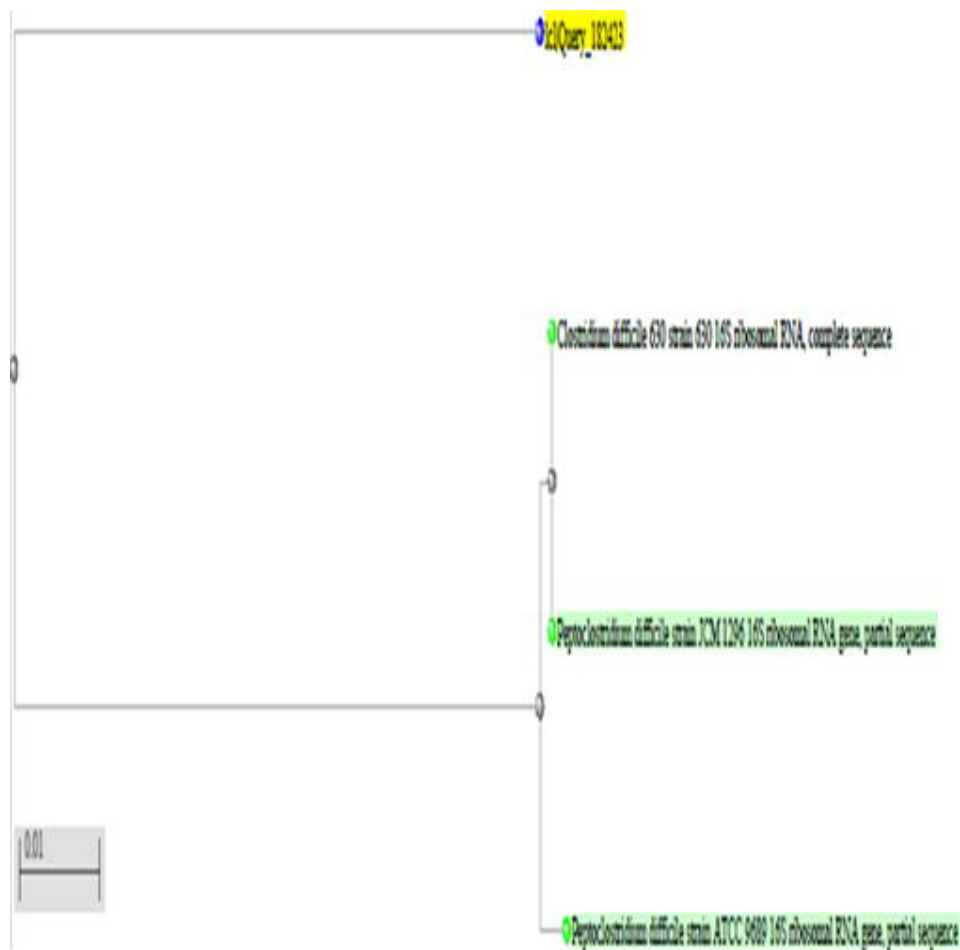 lcl|Query_182423
Clostridium difficile 630 strain 630 16S ribosomal RNA, complete sequence
Peptoclostridium difficile strain JCM 1296 16S ribosomal RNA gene, partial sequence
0.01
Peptoclostridium difficile strain ATCC 9689 16S ribosomal RNA gene, partial sequence